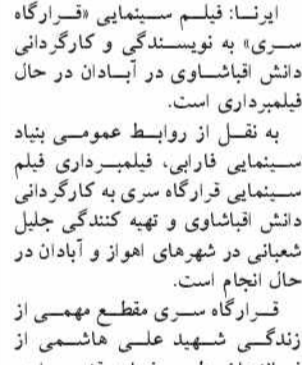 ایرنا: فیلم سینمایی «قرارگاه
سری» به نویسندگی و کارگردانی
دانش اقباشاوی در آبادان در حال
فیلمبرداری است.
به نقل از روابط عمومی بنیاد
سینمایی فارابی، فیلمبرداری فیلم
سینمایی قرارگاه سری به کارگردانی
دانش اقباشاوی و تهیه کنندگی جلیل
شعبانی در شهرهای اهواز و آبادان در
حال انجام است.
قرارگاه سری مقطع مهمی از
زندگی شهید علی هاشمی از